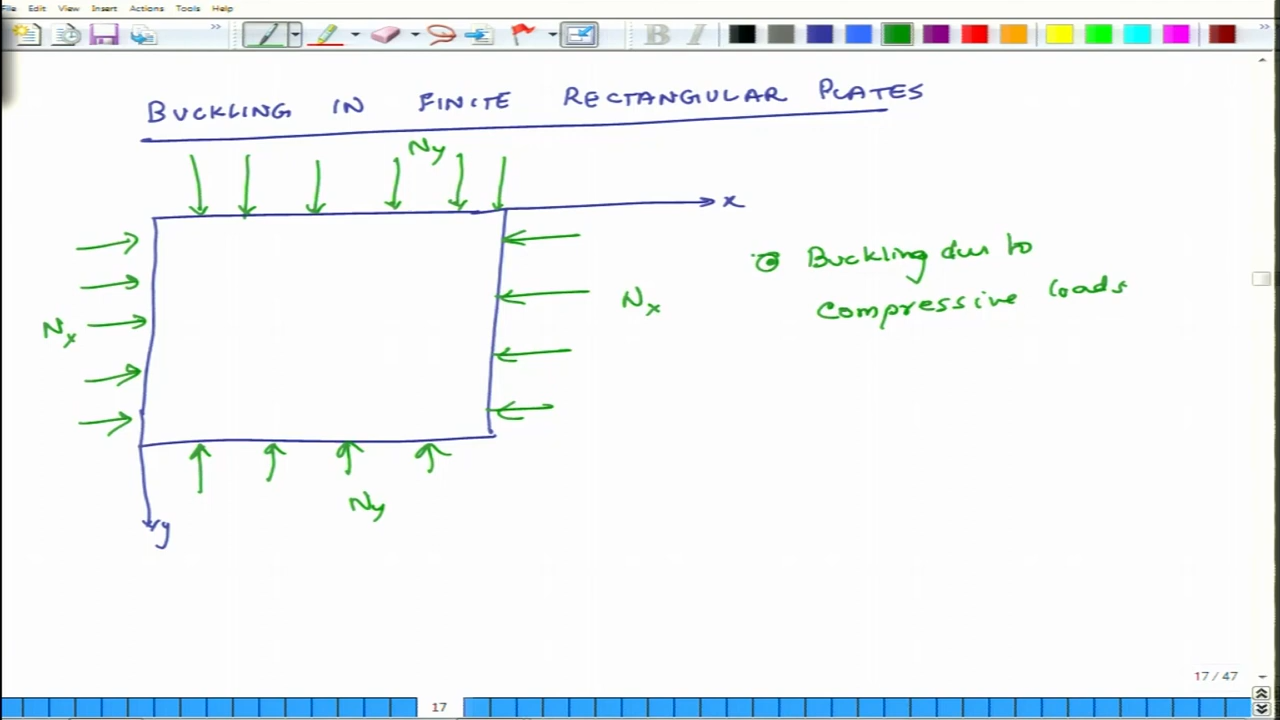 File Edit View Insert Actions Tools Help
B I
BUCKLING IN FINITE RECTANGULAR PLATES
Ny
x
Buckling due to
compressive loads
Nx
Nx
Ny
y
17 / 47
17